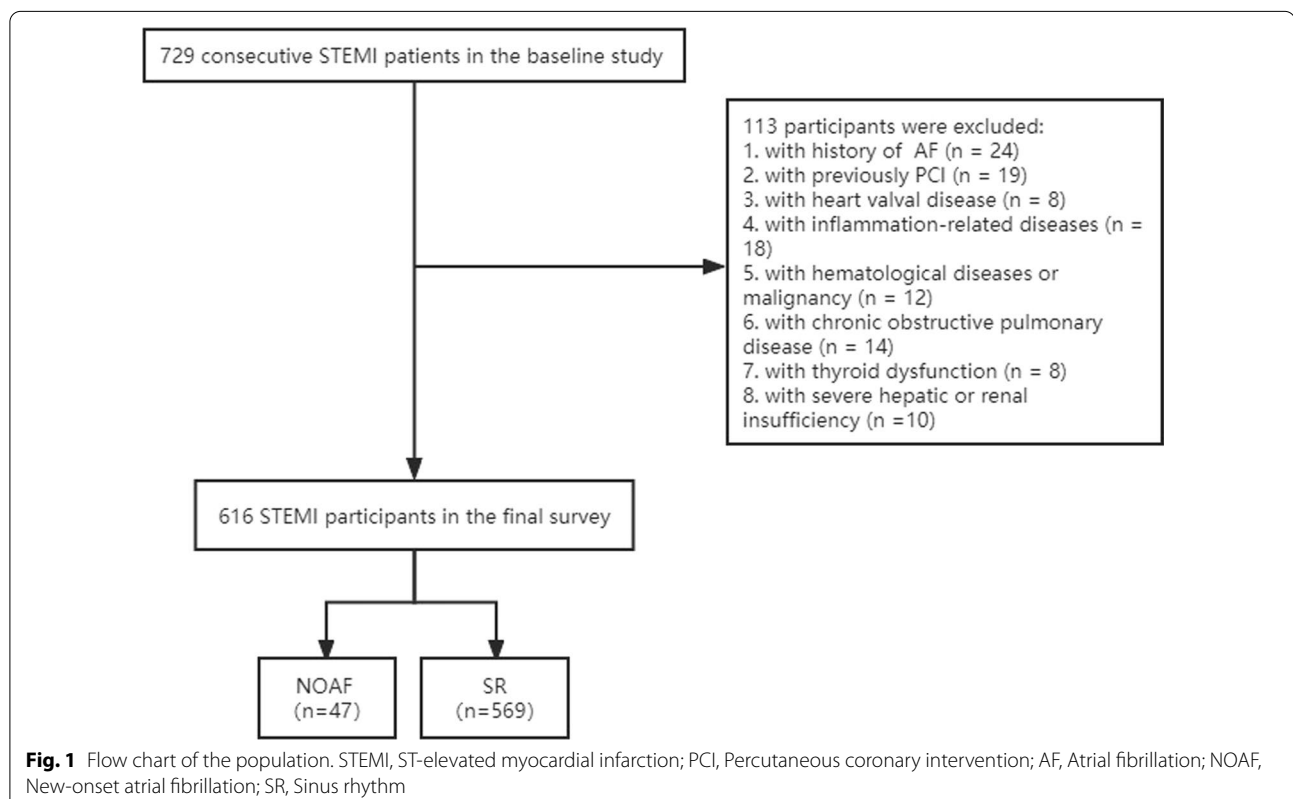 729 consecutive STEMI patients in the baseline study
113 participants were excluded:
1. with history of AF (n = 24)
2. with previously PCI (n = 19)
3. with heart valval disease (n = 8)
4. with inflammation-related diseases (n =
18)
5. with hematological diseases or
malignancy (n = 12)
6. with chronic obstructive pulmonary
disease (n = 14)
7. with thyroid dysfunction (n = 8)
8. with severe hepatic or renal
insufficiency (n =10)
616 STEMI participants in the final survey
NOAF
(n=47)
SR
(n=569)
Fig. 1 Flow chart of the population. STEMI, ST-elevated myocardial infarction; PCI, Percutaneous coronary intervention; AF, Atrial fibrillation; NOAF,
New-onset atrial fibrillation; SR, Sinus rhythm